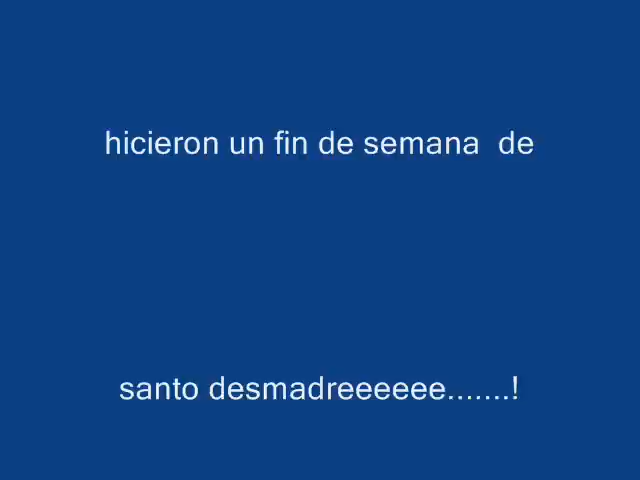 hicieron un fin de semana  de
santo desmadreeeeee.......!